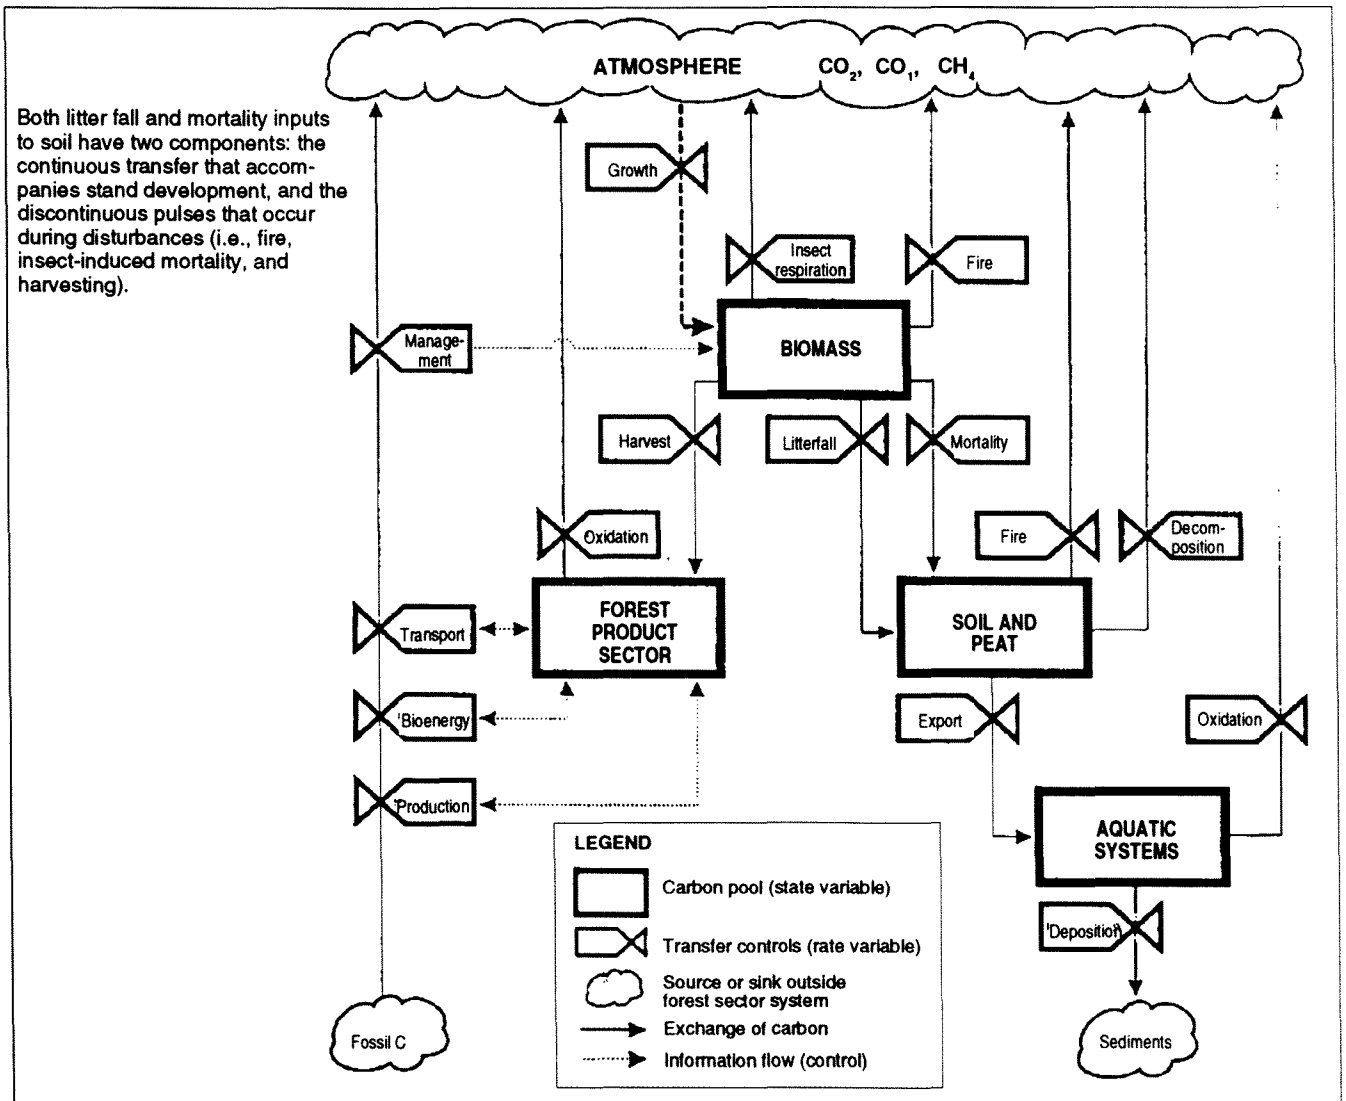 ATMOSPHERE CO2, CO1, CH4
Both litter fall and mortality inputs
to soil have two components: the
continuous transfer that accom-
panies stand development, and the
discontinuous pulses that occur
during disturbances (i.e., fire,
insect-induced mortality, and
harvesting).
Growth
Insect
respiration
Fire
Manage-
ment
BIOMASS
Harvest
Litterfall
Mortality
Oxidation
Fire
Decom-
position
FOREST
PRODUCT
SECTOR
SOIL AND
PEAT
Transport
Bioenergy
Export
Oxidation
Production
AQUATIC
SYSTEMS
Deposition
LEGEND
Carbon pool (state variable)
Transfer controls (rate variable)
Source or sink outside
forest sector system
Exchange of carbon
Information flow (control)
Fossil C
Sediments